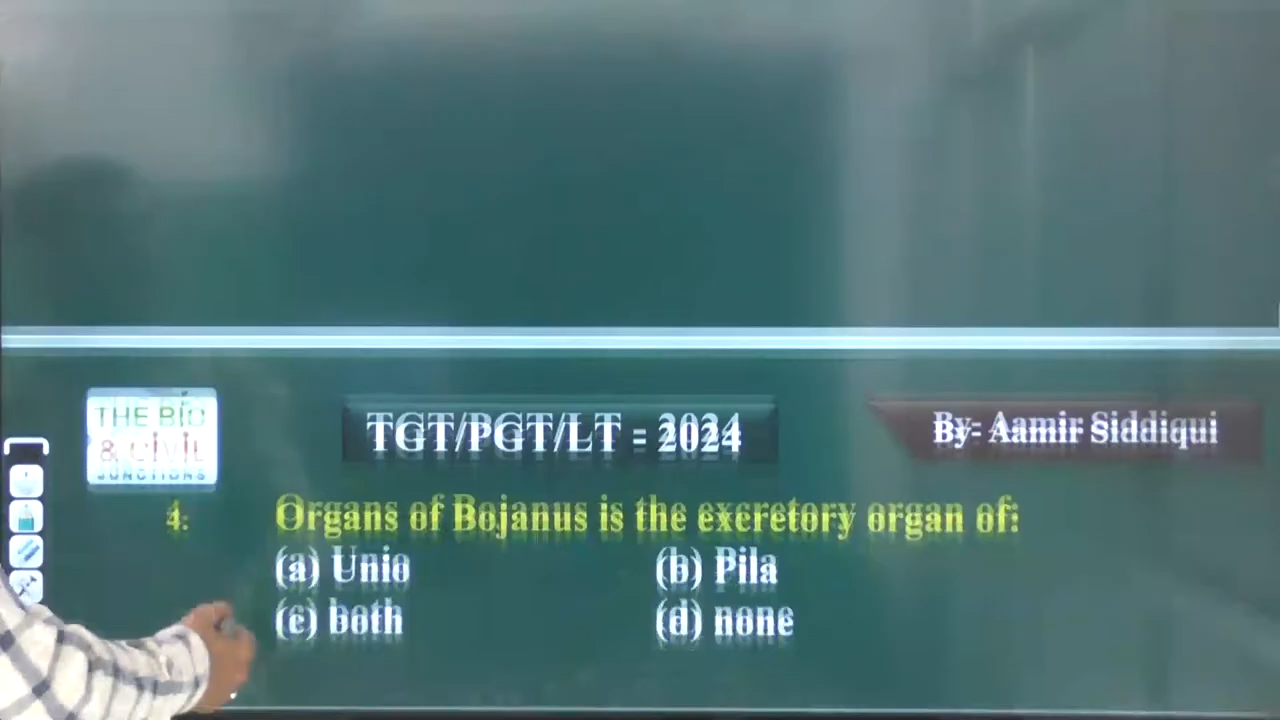 THE BIO
& CIVIL
JUNCTIONS
TGT/PGT/LT - 2024
By- Aamir Siddiqui
4. Organs of Bojanus is the excretory organ of:
(a) Unio (b) Pila
(c) both (d) none